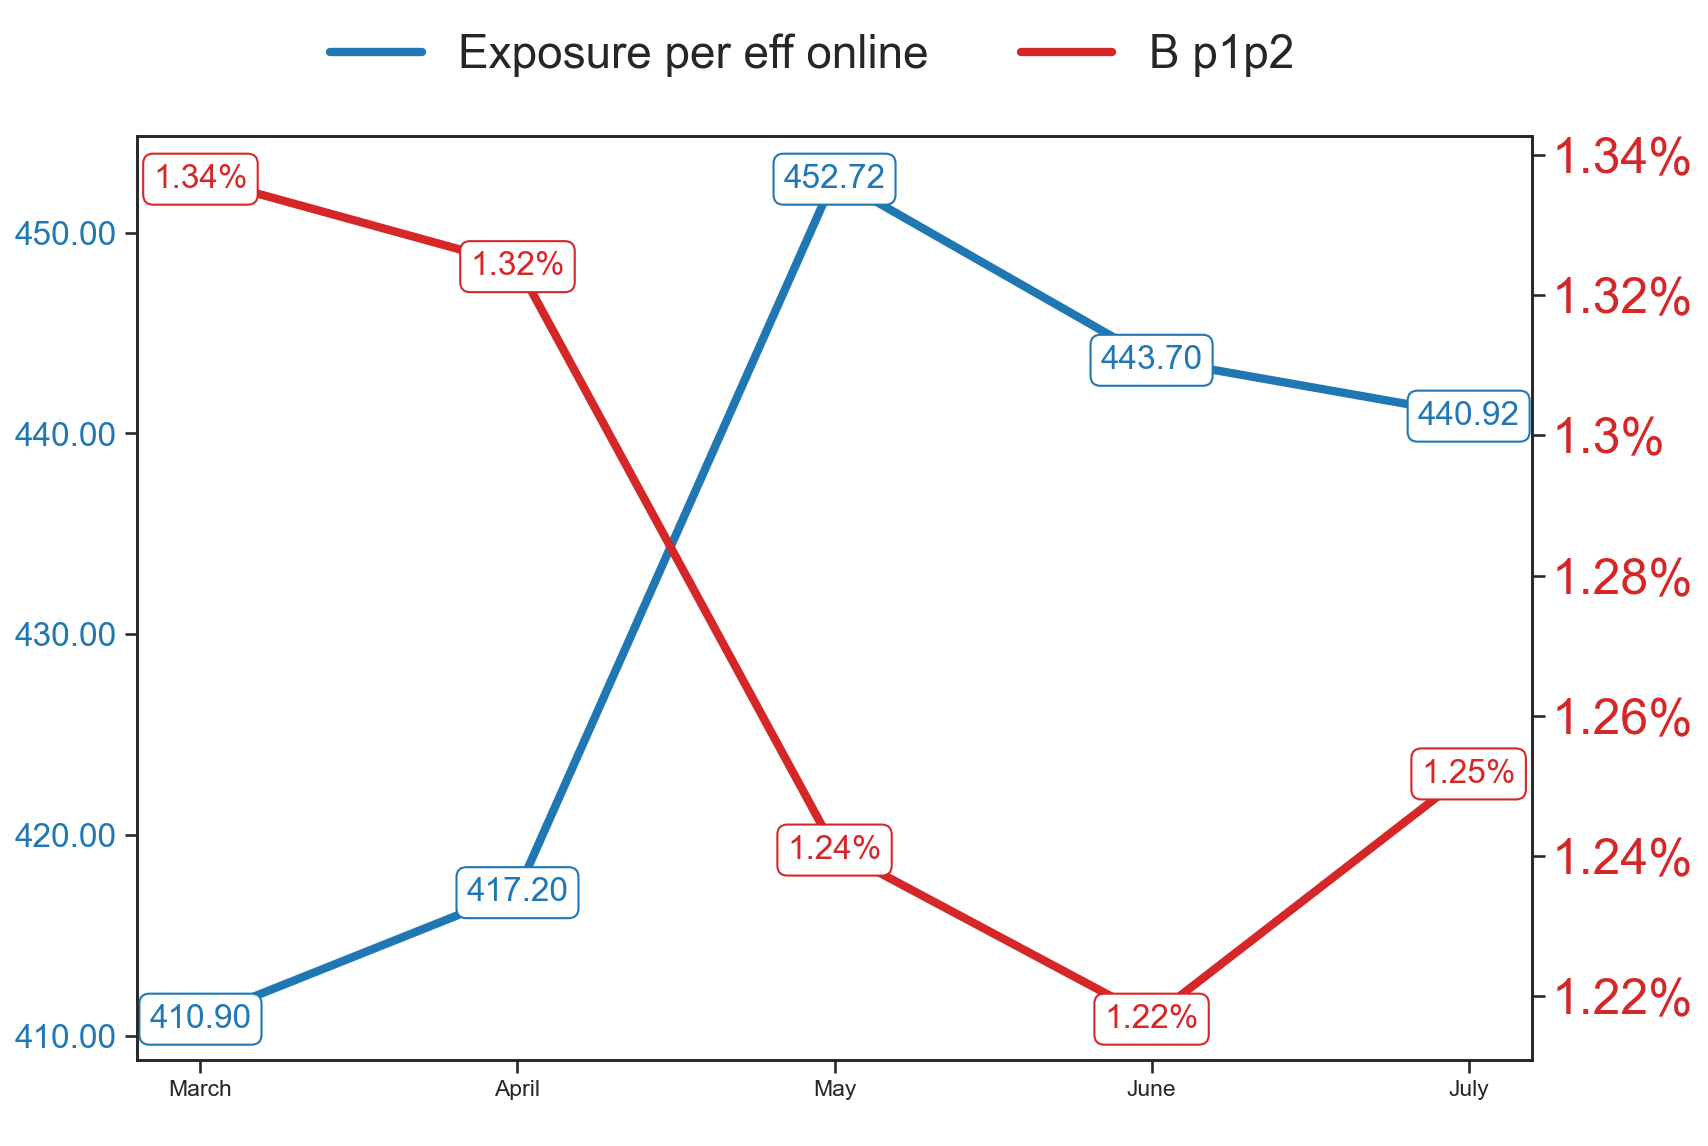 Exposure per eff online B p1p2
1.34% 452.72 1.34%
450.00
1.32% 1.32%
443.70
440.00 440.92 1.3%
430.00 1.28%
1.26%
1.25%
420.00 1.24% 1.24%
417.20
410.90 1.22% 1.22%
410.00
March April May June July